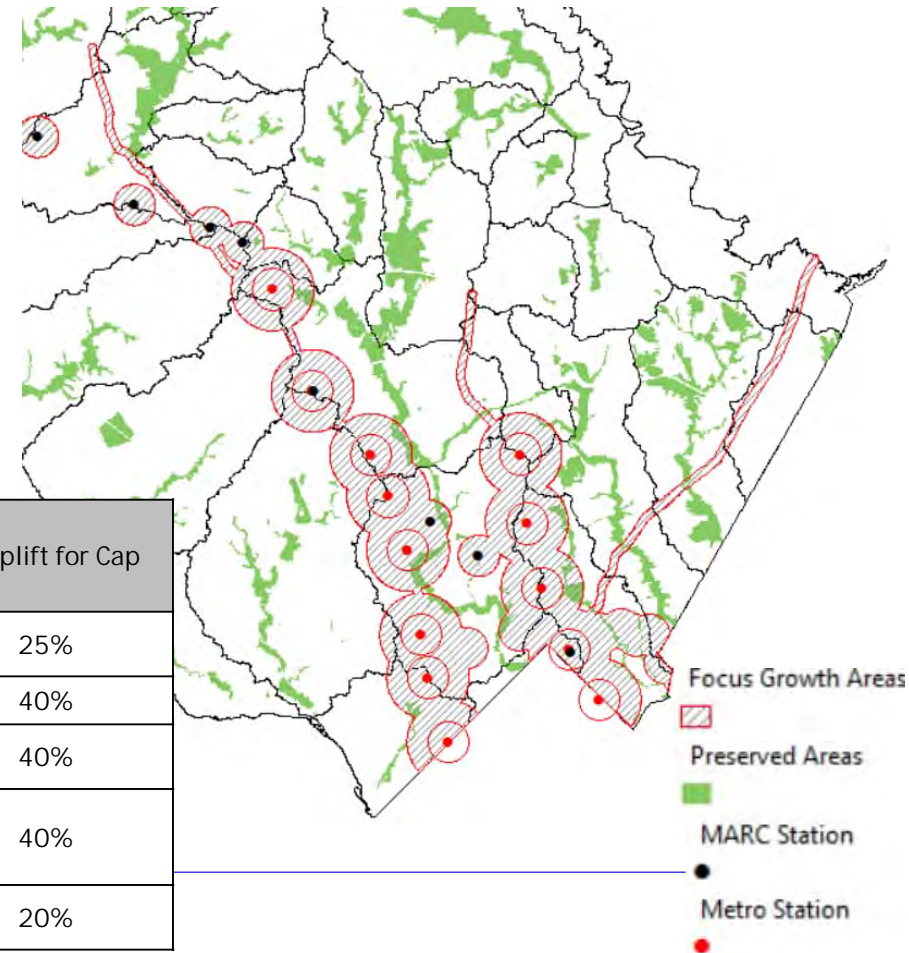 plift for Cap
25%
40%
40%
40%
20%
Focus Growth Areas
Preserved Areas
MARC Station
Metro Station